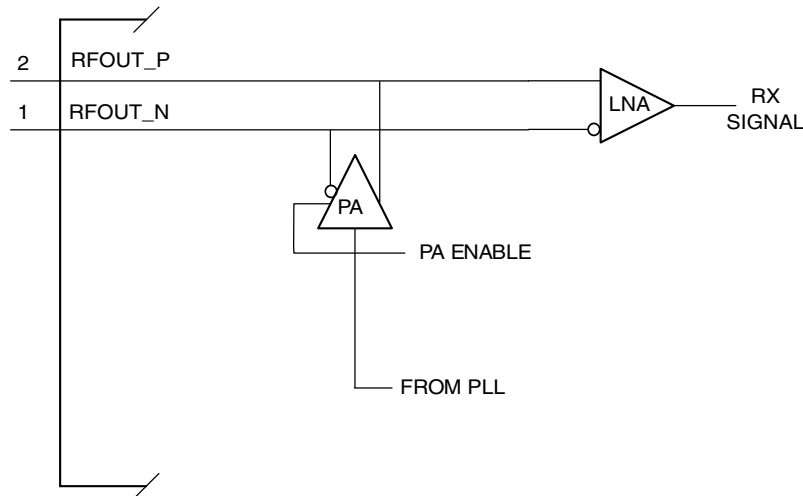 2 RFOUT_P
1 RFOUT_N
LNA
RX
SIGNAL
PA
PA ENABLE
FROM PLL